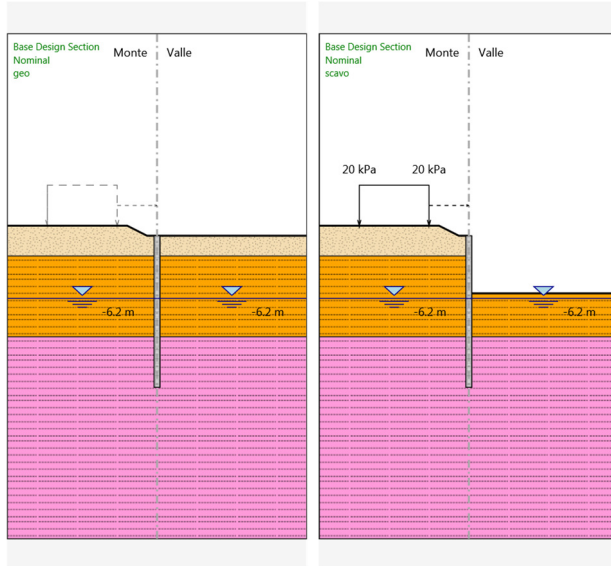 Base Design Section
Nominal
geo
Monte
Valle
-6.2 m
-6.2 m
Base Design Section
Nominal
scavo
Monte
Valle
20 kPa
20 kPa
-6.2 m
-6.2 m